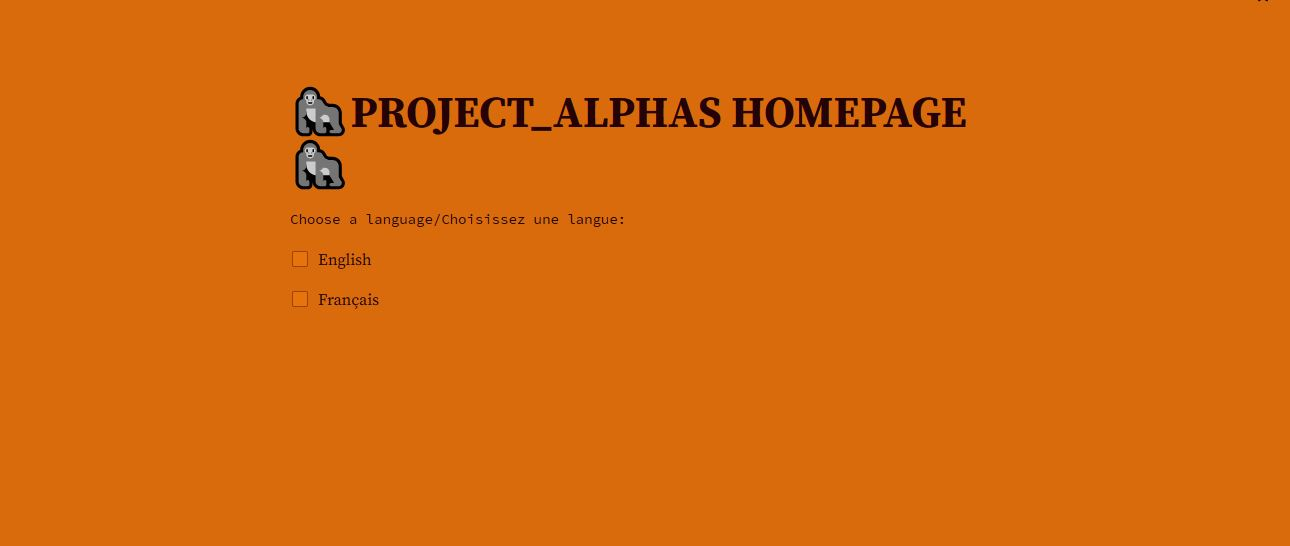 🦍PROJECT_ALPHAS HOMEPAGE
🦍
Choose a language/Choisissez une langue:
English
Français